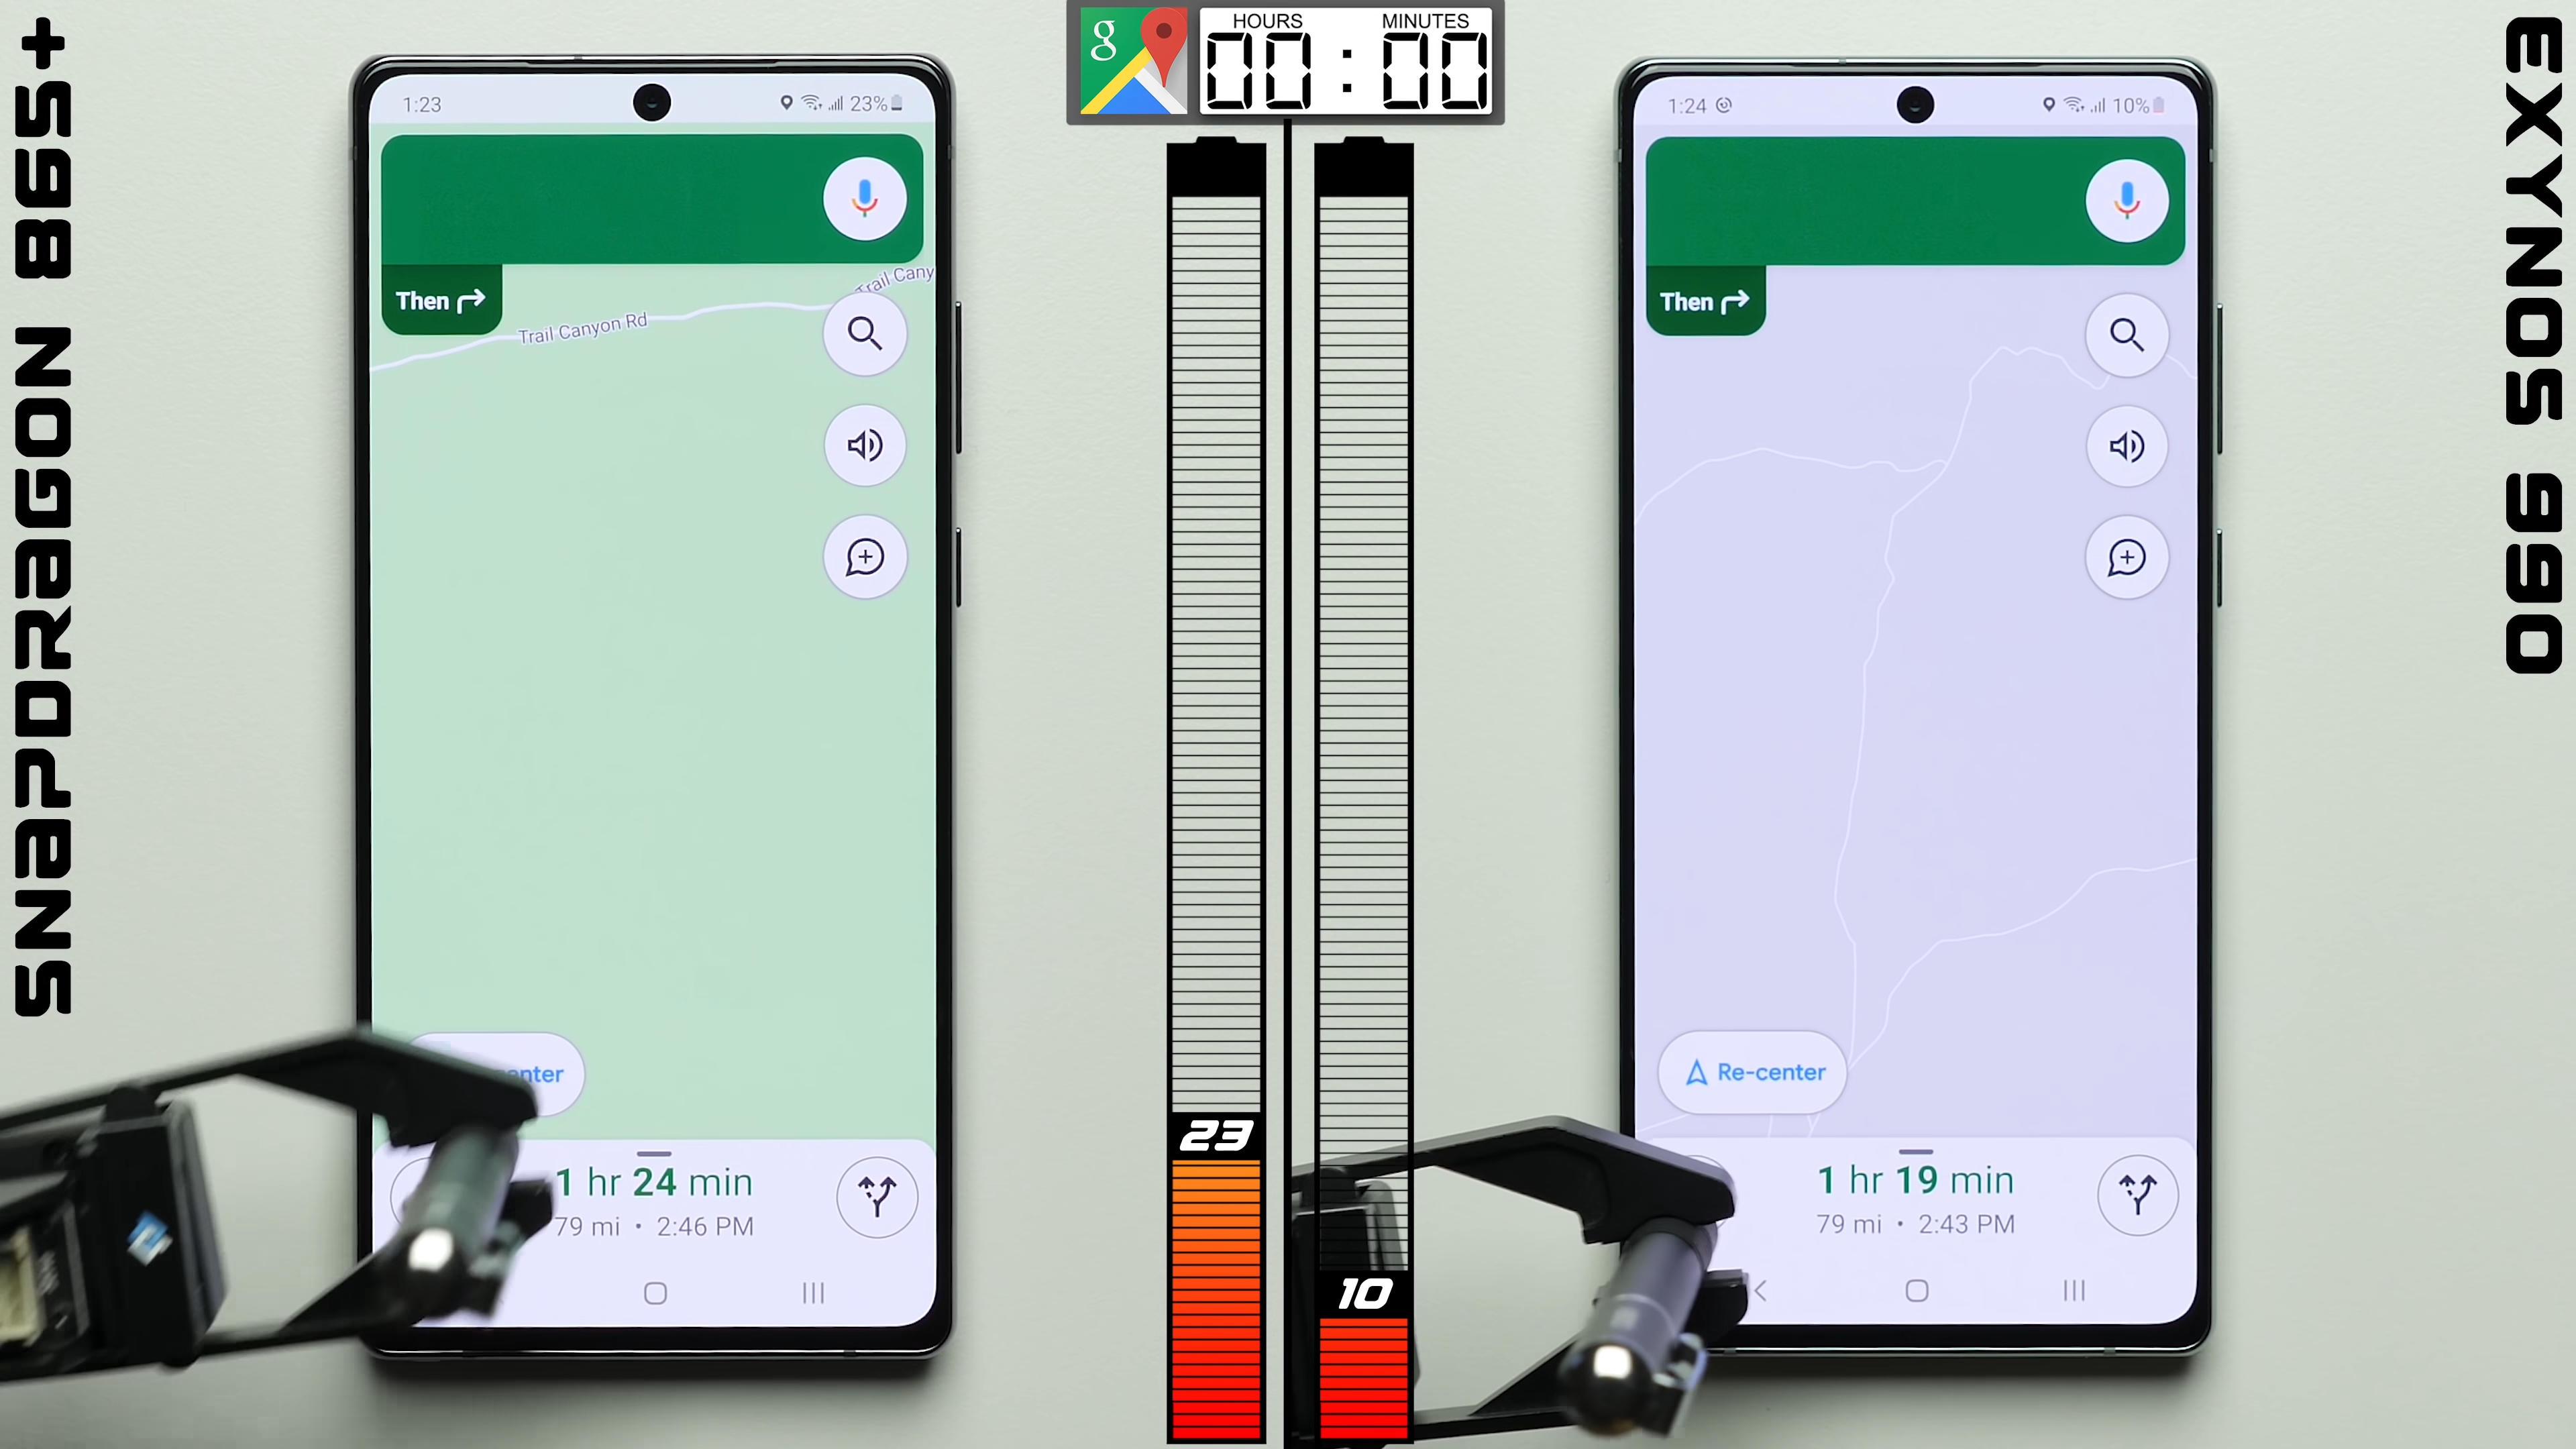 SNAPDRAGON 865+
1:23
23%
Then
Trail Canyon Rd
Trail Cany
enter
1 hr 24 min
79 mi • 2:46 PM
g
HOURS
MINUTES
00:00
23
10
1:24
10%
Then
Re-center
1 hr 19 min
79 mi • 2:43 PM
EXYNOS 990